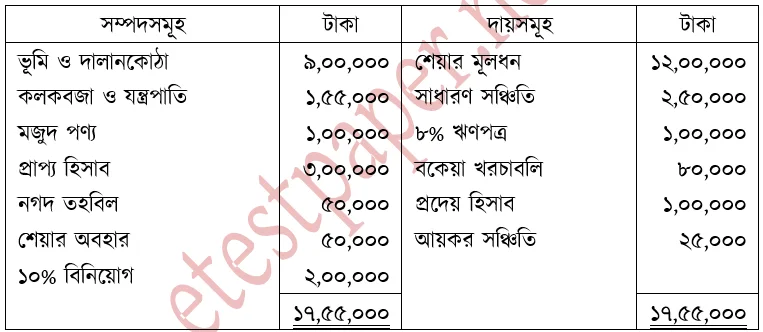 সম্পদসমূহ টাকা দায়সমূহ টাকা
ভূমি ও দালানকোঠা ৯,০০,০০০ শেয়ার মূলধন ১২,০০,০০০
কলকবজা ও যন্ত্রপাতি ১,৫৫,০০০ সাধারণ সঞ্চিতি ২,৫০,০০০
মজুদ পণ্য ১,০০,০০০ ৮% ঋণপত্র ১,০০,০০০
প্রাপ্য হিসাব ৩,০০,০০০ বকেয়া খরচাবলি ৮০,০০০
নগদ তহবিল ৫০,০০০ প্রদেয় হিসাব ১,০০,০০০
শেয়ার অবহার ৫০,০০০ আয়কর সঞ্চিতি ২৫,০০০
১০% বিনিয়োগ ২,০০,০০০
১৭,৫৫,০০০ ১৭,৫৫,০০০